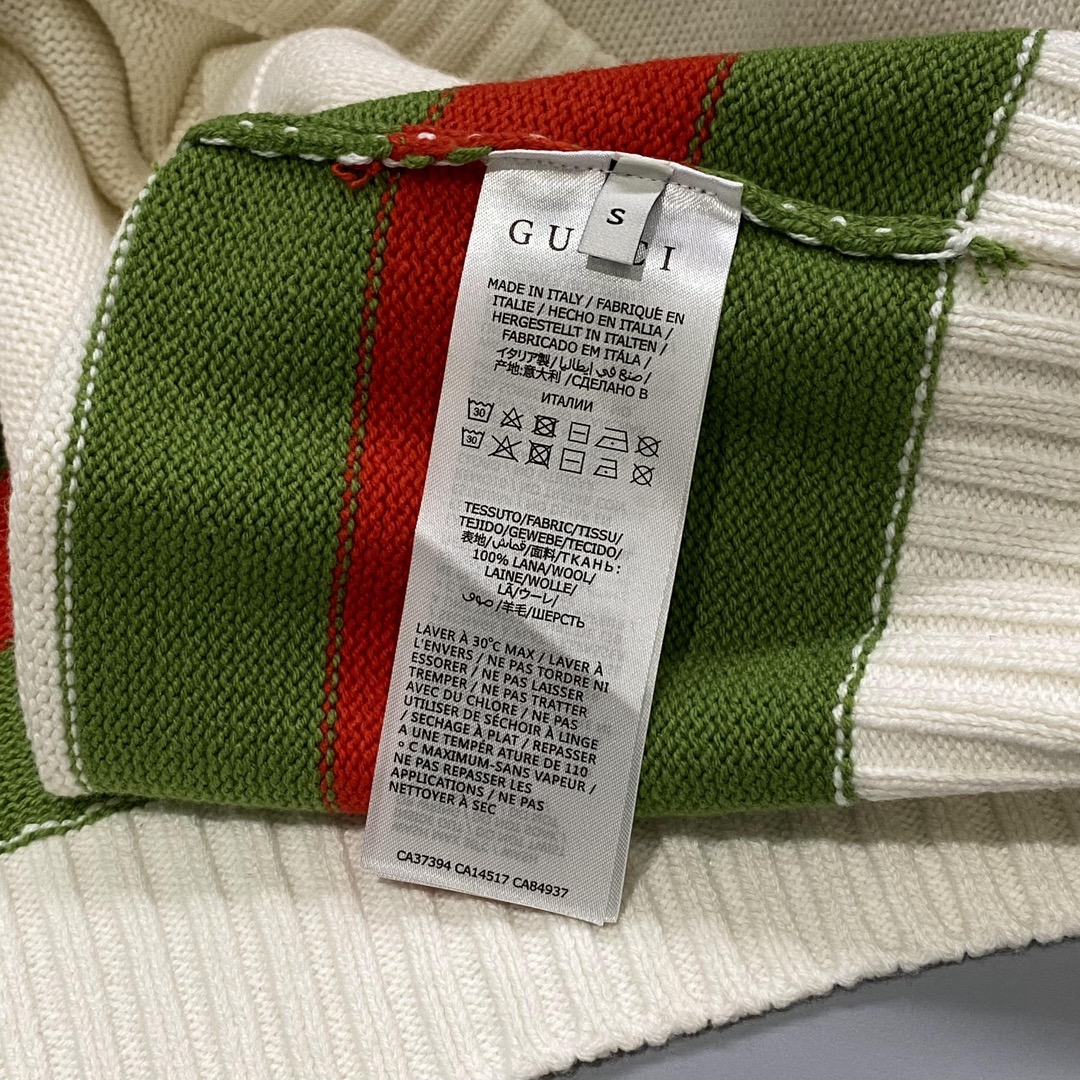 S
GUCCI
MADE IN ITALY / FABRIQUÉ EN
ITALIE / HECHO EN ITALIA /
HERGESTELLT IN ITALTEN /
FABRICADO EM ITÀLA /
イタリア製 / صنع في إيطاليا /
产地:意大利 /СДЕЛАНО В
ИТАЛИИ
30
30
TESSUTO/FABRIC/TISSU/
TEJIDO/GEWEBE/TECIDO/
表地/قماش/面料/ТКАНЬ:
100% LANA/WOOL/
LAINE/WOLLE/
LÃ/ウーレ/
صوف /羊毛/ШЕРСТЬ
LAVER À 30°C MAX / LAVER À
L'ENVERS / NE PAS TORDRE NI
ESSORER / NE PAS LAISSER
TREMPER / NE PAS TRATTER
AVEC DU CHLORE / NE PAS
UTILISER DE SÉCHOIR À LINGE
/ SECHAGE À PLAT / REPASSER
A UNE TEMPÉR ATURE DE 110
° C MAXIMUM-SANS VAPEUR /
NE PAS REPASSER LES
APPLICATIONS / NE PAS
NETTOYER À SEC
CA37394 CA14517 CA84937